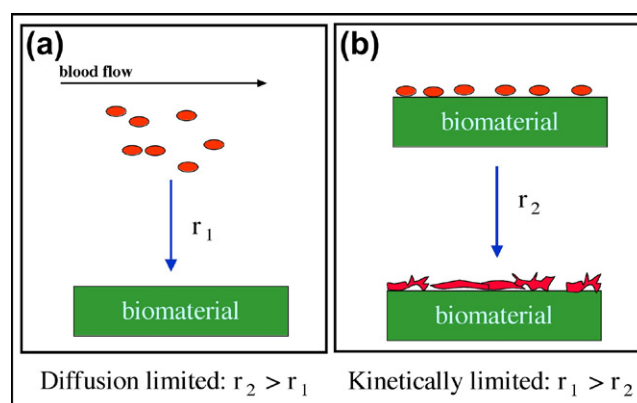 (a)
blood flow
r₁
biomaterial
Diffusion limited: r₂ > r₁
(b)
biomaterial
r₂
biomaterial
Kinetically limited: r₁ > r₂